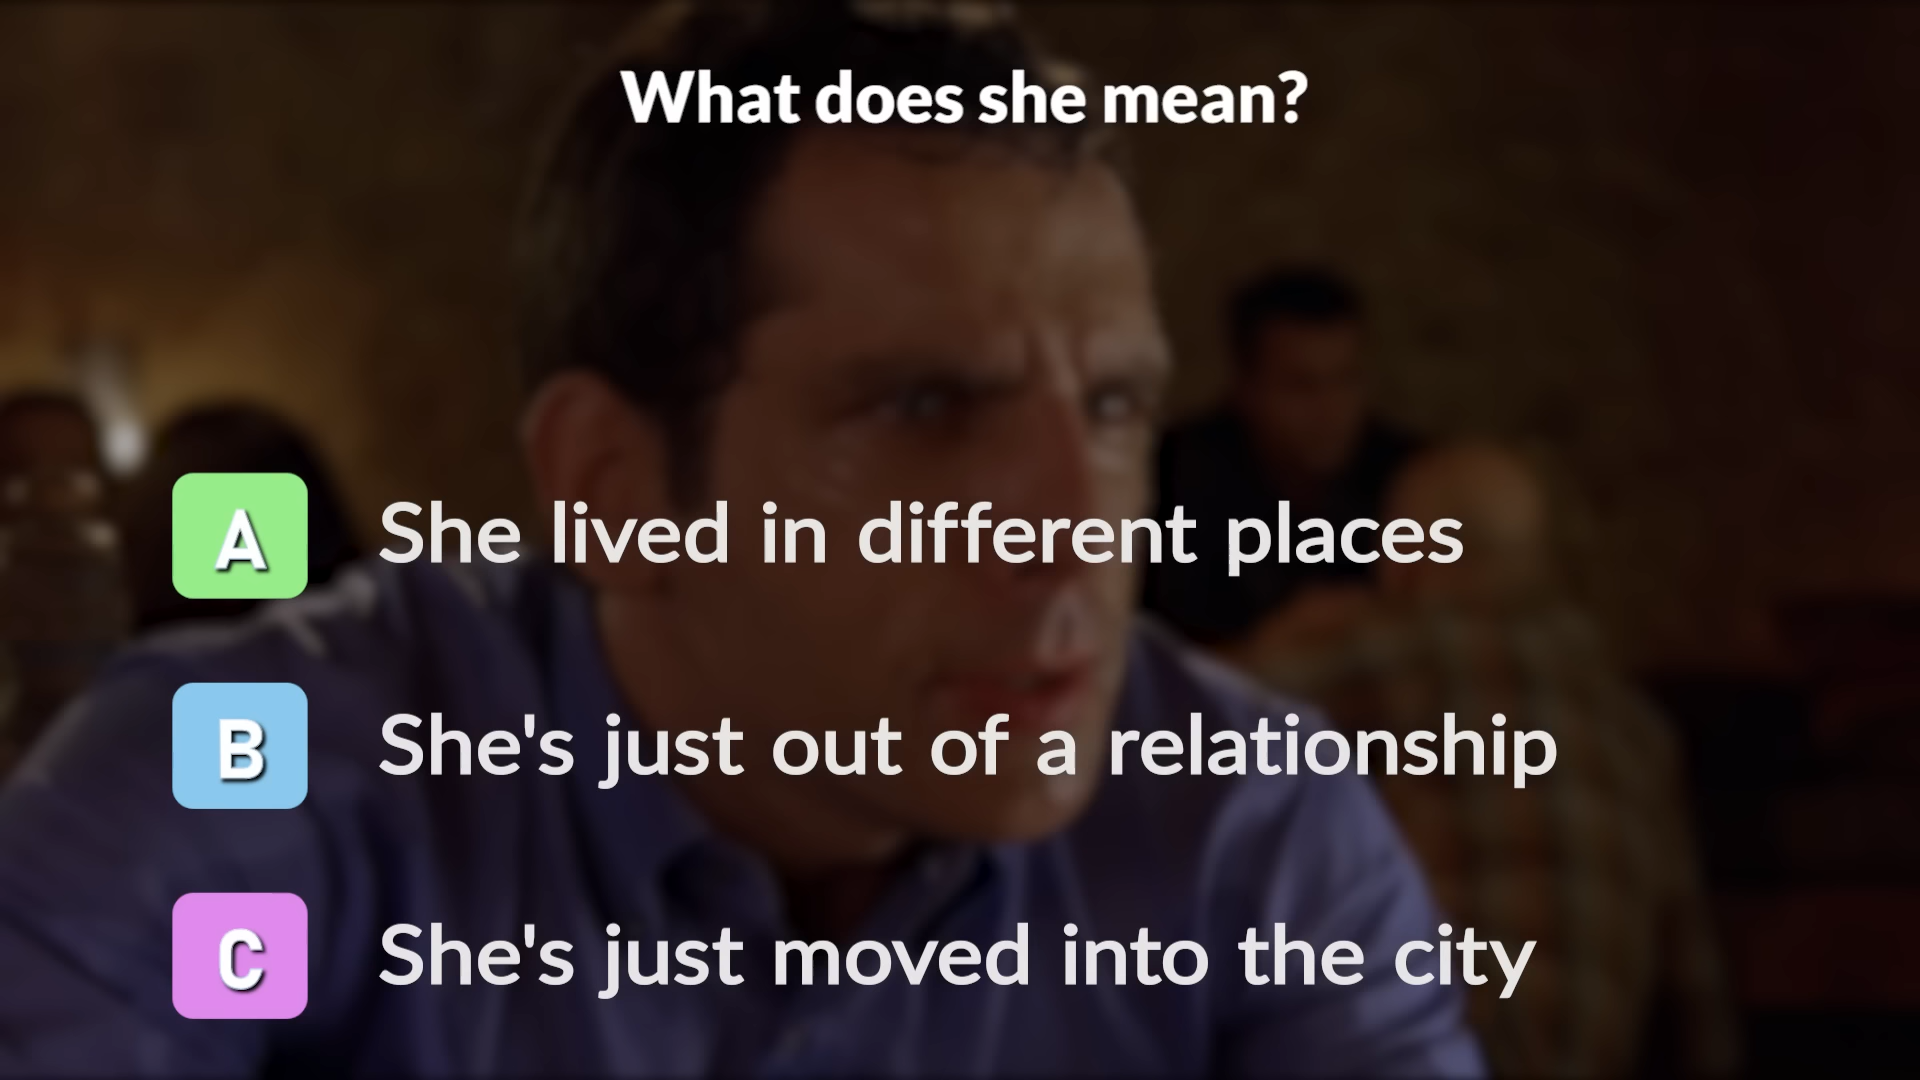 What does she mean?
A She lived in different places
B She's just out of a relationship
C She's just moved into the city